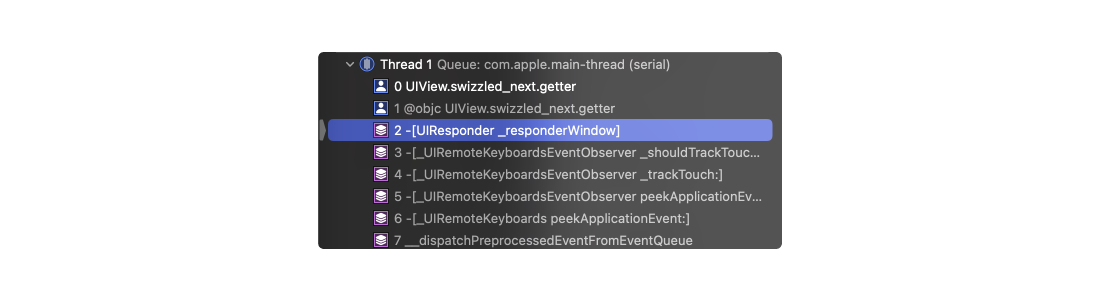 Thread 1 Queue: com.apple.main-thread (serial)
0 UIView.swizzled_next.getter
1 @objc UIView.swizzled_next.getter
2 -[UIResponder _responderWindow]
3 -[_UIRemoteKeyboardsEventObserver _shouldTrackTouc...
4 -[_UIRemoteKeyboardsEventObserver _trackTouch:]
5 -[_UIRemoteKeyboardsEventObserver peekApplicationEv...
6 -[_UIRemoteKeyboards peekApplicationEvent:]
7 __dispatchPreprocessedEventFromEventQueue